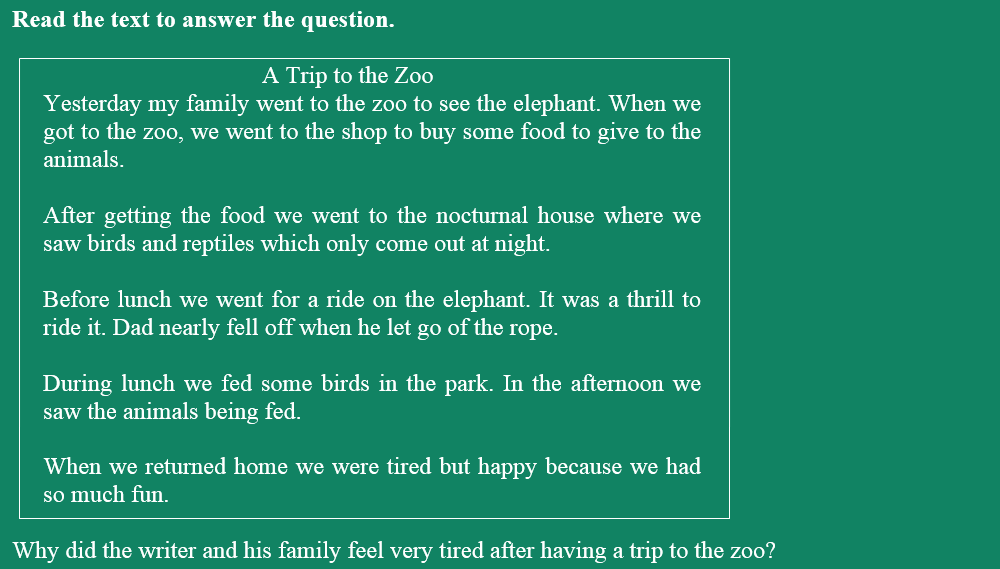 Read the text to answer the question.
A Trip to the Zoo
Yesterday my family went to the zoo to see the elephant. When we
got to the zoo, we went to the shop to buy some food to give to the
animals.
After getting the food we went to the nocturnal house where we
saw birds and reptiles which only come out at night.
Before lunch we went for a ride on the elephant. It was a thrill to
ride it. Dad nearly fell off when he let go of the rope.
During lunch we fed some birds in the park. In the afternoon we
saw the animals being fed.
When we returned home we were tired but happy because we had
so much fun.
Why did the writer and his family feel very tired after having a trip to the zoo?